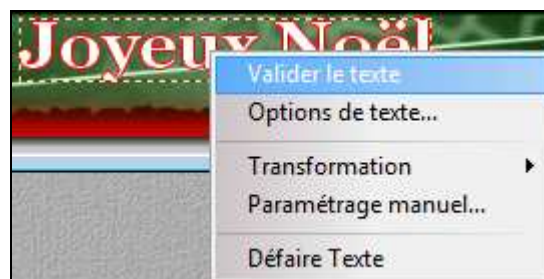 Joyeux Noël
Valider le texte
Options de texte...
Transformation
Paramétrage manuel...
Défaire Texte